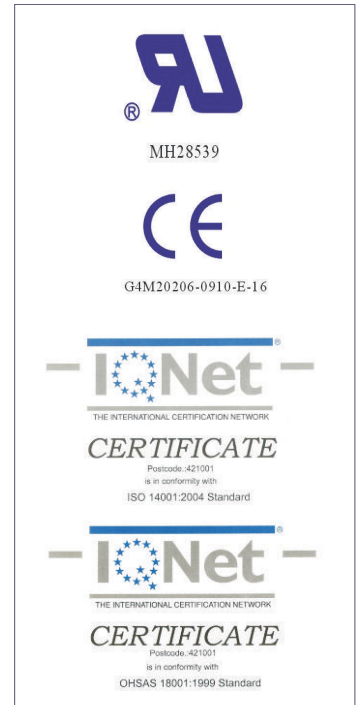 RU
®
MH28539
CE
G4M20206-0910-E-16
IQNet ®
THE INTERNATIONAL CERTIFICATION NETWORK
CERTIFICATE
Postcode.:421001
is in conformity with
ISO 14001:2004 Standard
IQNet ®
THE INTERNATIONAL CERTIFICATION NETWORK
CERTIFICATE
Postcode.:421001
is in conformity with
OHSAS 18001:1999 Standard